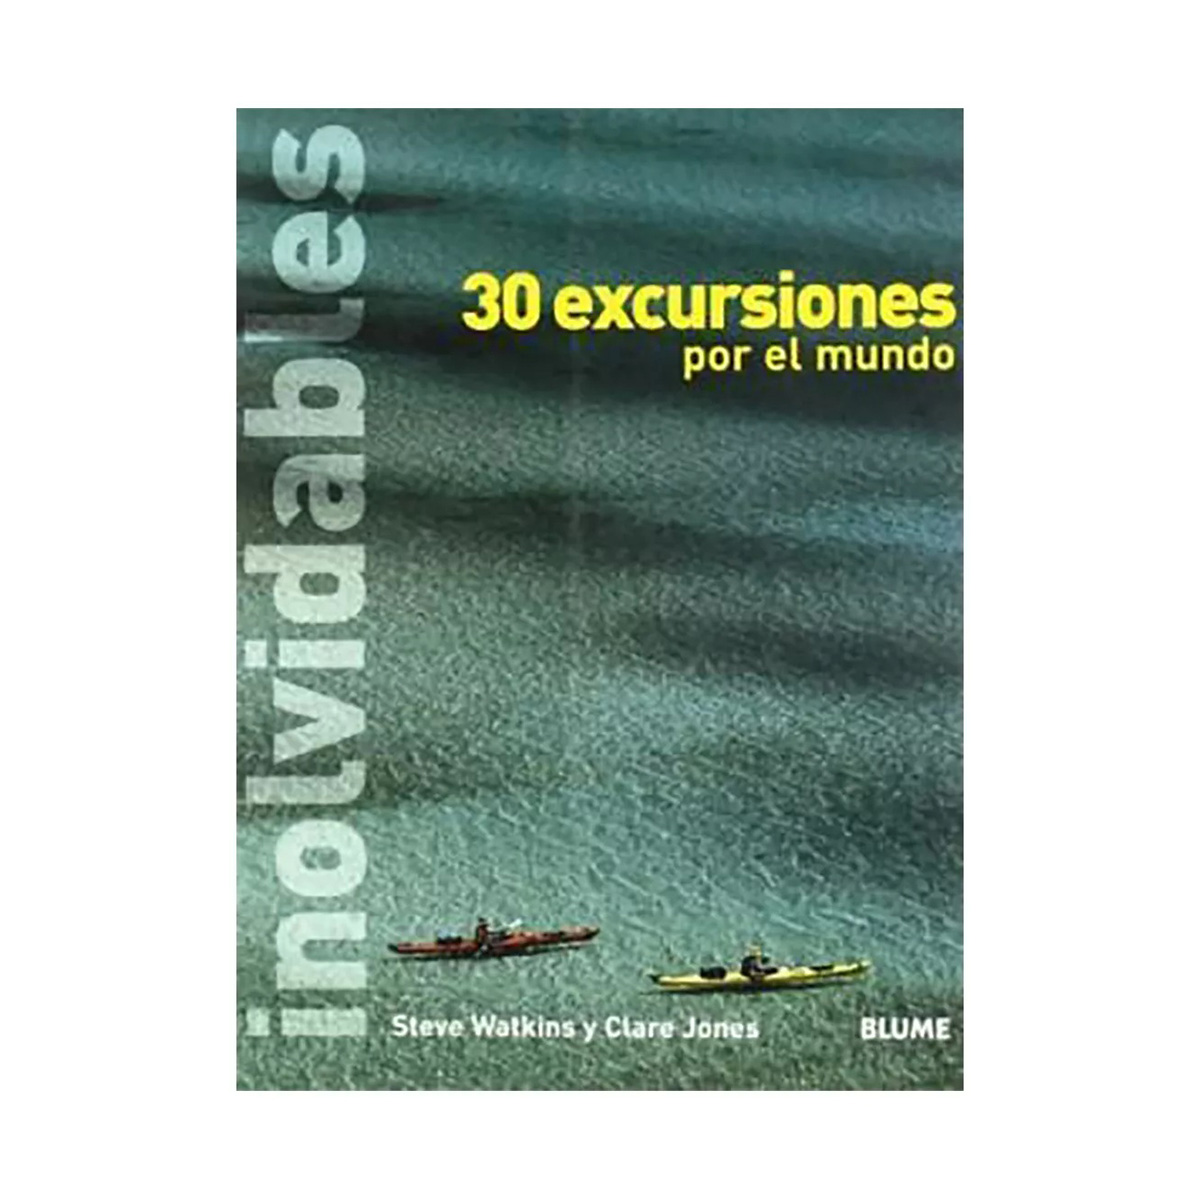 inolvidables
30 excursiones
por el mundo
Steve Watkins y Clare Jones
BLUME